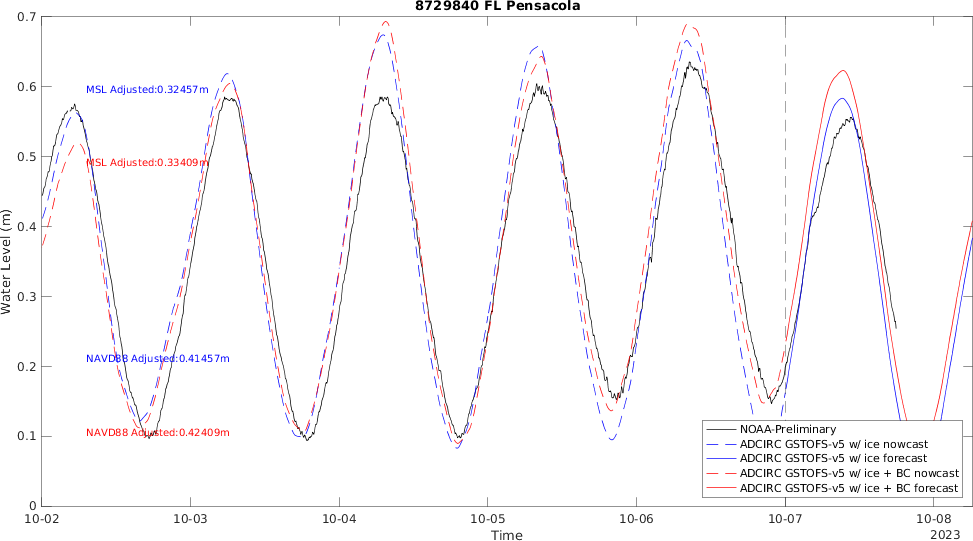 8729840 FL Pensacola
0.7
0.6
0.5
0.4
0.3
0.2
0.1
0
Water Level (m)
MSL Adjusted:0.32457m
MSL Adjusted:0.33409m
NAVD88 Adjusted:0.41457m
NAVD88 Adjusted:0.42409m
NOAA-Preliminary
ADCIRC GSTOFS-v5 w/ ice nowcast
ADCIRC GSTOFS-v5 w/ ice forecast
ADCIRC GSTOFS-v5 w/ ice + BC nowcast
ADCIRC GSTOFS-v5 w/ ice + BC forecast
10-02 10-03 10-04 10-05 10-06 10-07 10-08
Time
2023